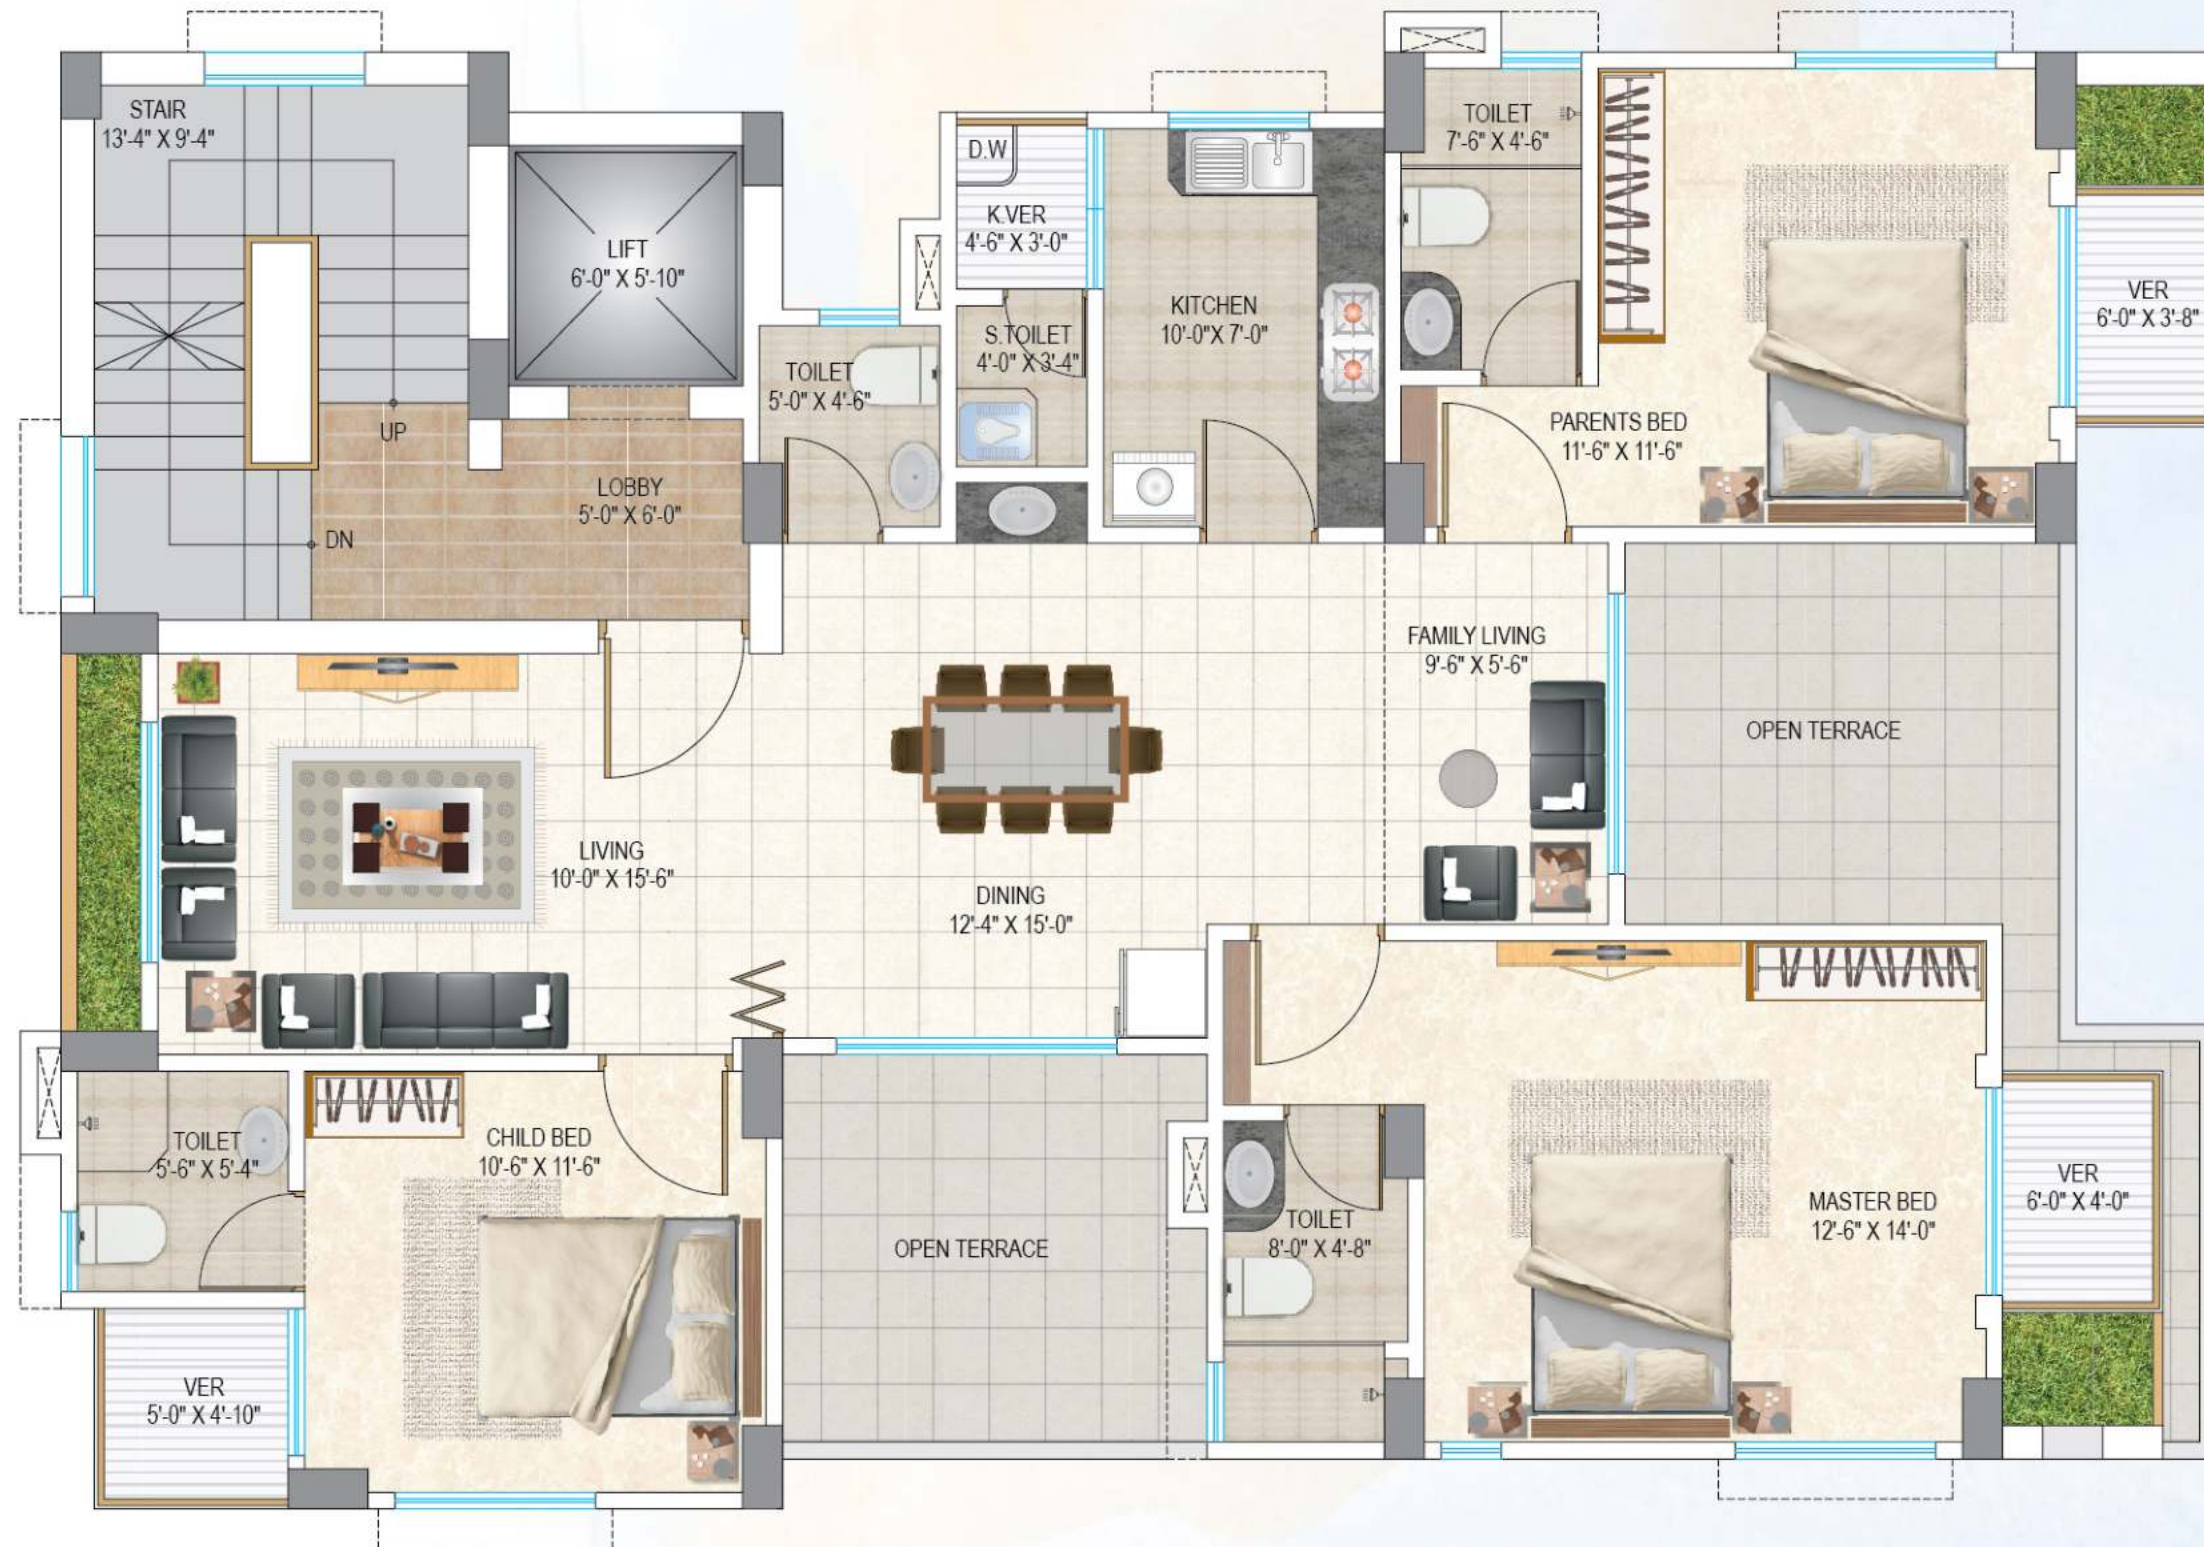 STAIR
13'-4" X 9'-4"
LIFT
6'-0" X 5'-10"
UP
DN
LOBBY
5'-0" X 6'-0"
TOILET
5'-0" X 4'-6"
D.W
K.VER
4'-6" X 3'-0"
S.TOILET
4'-0" X 3'-4"
KITCHEN
10'-0"X 7'-0"
TOILET
7'-6" X 4'-6"
PARENTS BED
11'-6" X 11'-6"
VER
6'-0" X 3'-8"
FAMILY LIVING
9'-6" X 5'-6"
OPEN TERRACE
LIVING
10'-0" X 15'-6"
DINING
12'-4" X 15'-0"
TOILET
5'-6" X 5'-4"
CHILD BED
10'-6" X 11'-6"
OPEN TERRACE
TOILET
8'-0" X 4'-8"
MASTER BED
12'-6" X 14'-0"
VER
6'-0" X 4'-0"
VER
5'-0" X 4'-10"